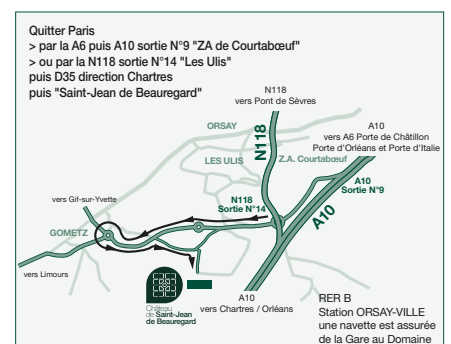 Quitter Paris
> par la A6 puis A10 sortie N°9 "ZA de Courtabœuf"
> ou par la N118 sortie N°14 "Les Ulis"
puis D35 direction Chartres
puis "Saint-Jean de Beauregard"
N118
vers Pont de Sèvres
ORSAY
N118
A10
vers A6 Porte de Châtillon
Porte d'Orléans et Porte d'Italie
LES ULIS
Z.A. Courtabœuf
A10
Sortie N°9
vers Gif-sur-Yvette
N118
Sortie N°14
A10
GOMETZ
vers Limours
Château
de Saint-Jean
de Beauregard
A10
vers Chartres / Orléans
RER B
Station ORSAY-VILLE
une navette est assurée
de la Gare au Domaine